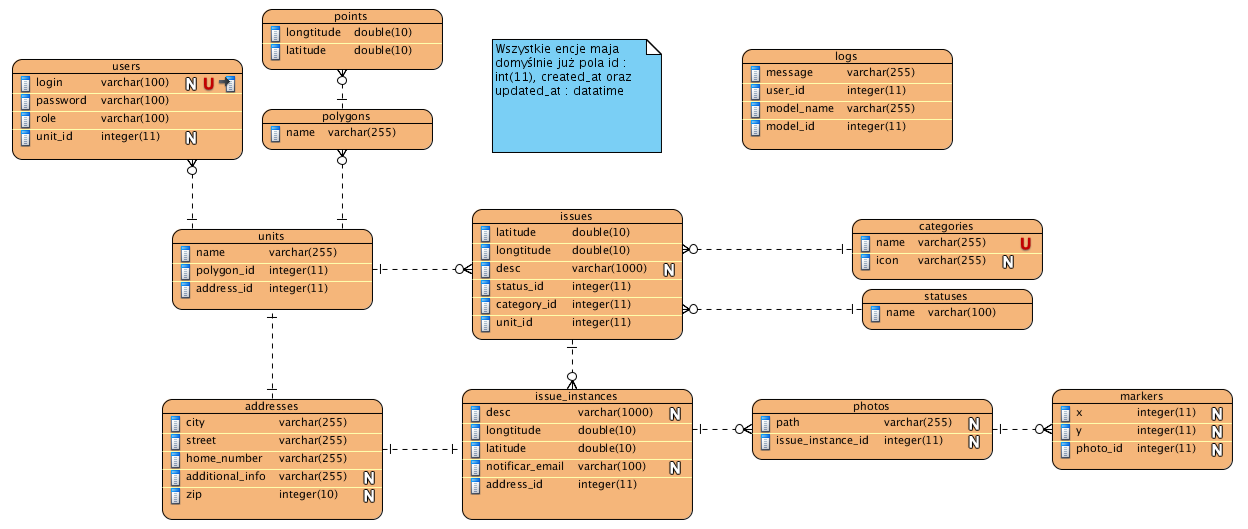 points
longtitude double(10)
latitude double(10)
users
login varchar(100) N U
password varchar(100)
role varchar(100)
unit_id integer(11) N
polygons
name varchar(255)
Wszystkie encje maja
domyślnie już pola id :
int(11), created_at oraz
updated_at : datatime
logs
message varchar(255)
user_id integer(11)
model_name varchar(255)
model_id integer(11)
units
name varchar(255)
polygon_id integer(11)
address_id integer(11)
issues
latitude double(10)
longtitude double(10)
desc varchar(1000) N
status_id integer(11)
category_id integer(11)
unit_id integer(11)
categories
name varchar(255) U
icon varchar(255) N
statuses
name varchar(100)
addresses
city varchar(255)
street varchar(255)
home_number varchar(255)
additional_info varchar(255) N
zip integer(10) N
issue_instances
desc varchar(1000) N
longtitude double(10)
latitude double(10)
notificar_email varchar(100) N
address_id integer(11)
photos
path varchar(255) N
issue_instance_id integer(11) N
markers
x integer(11) N
y integer(11) N
photo_id integer(11) N